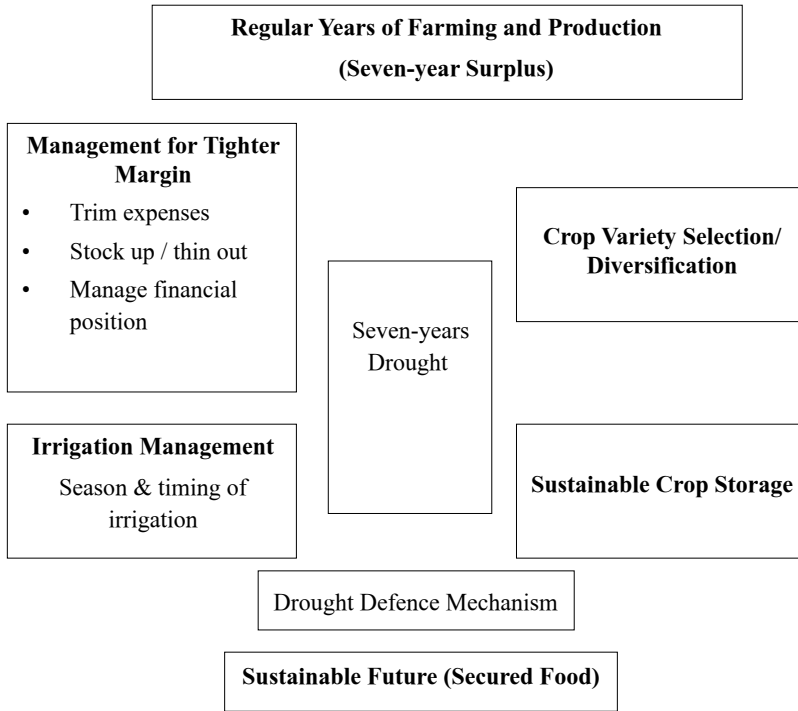 Regular Years of Farming and Production
(Seven-year Surplus)
Management for Tighter
Margin
• Trim expenses
• Stock up / thin out
• Manage financial
position
Crop Variety Selection/
Diversification
Seven-years
Drought
Irrigation Management
Season & timing of
irrigation
Sustainable Crop Storage
Drought Defence Mechanism
Sustainable Future (Secured Food)